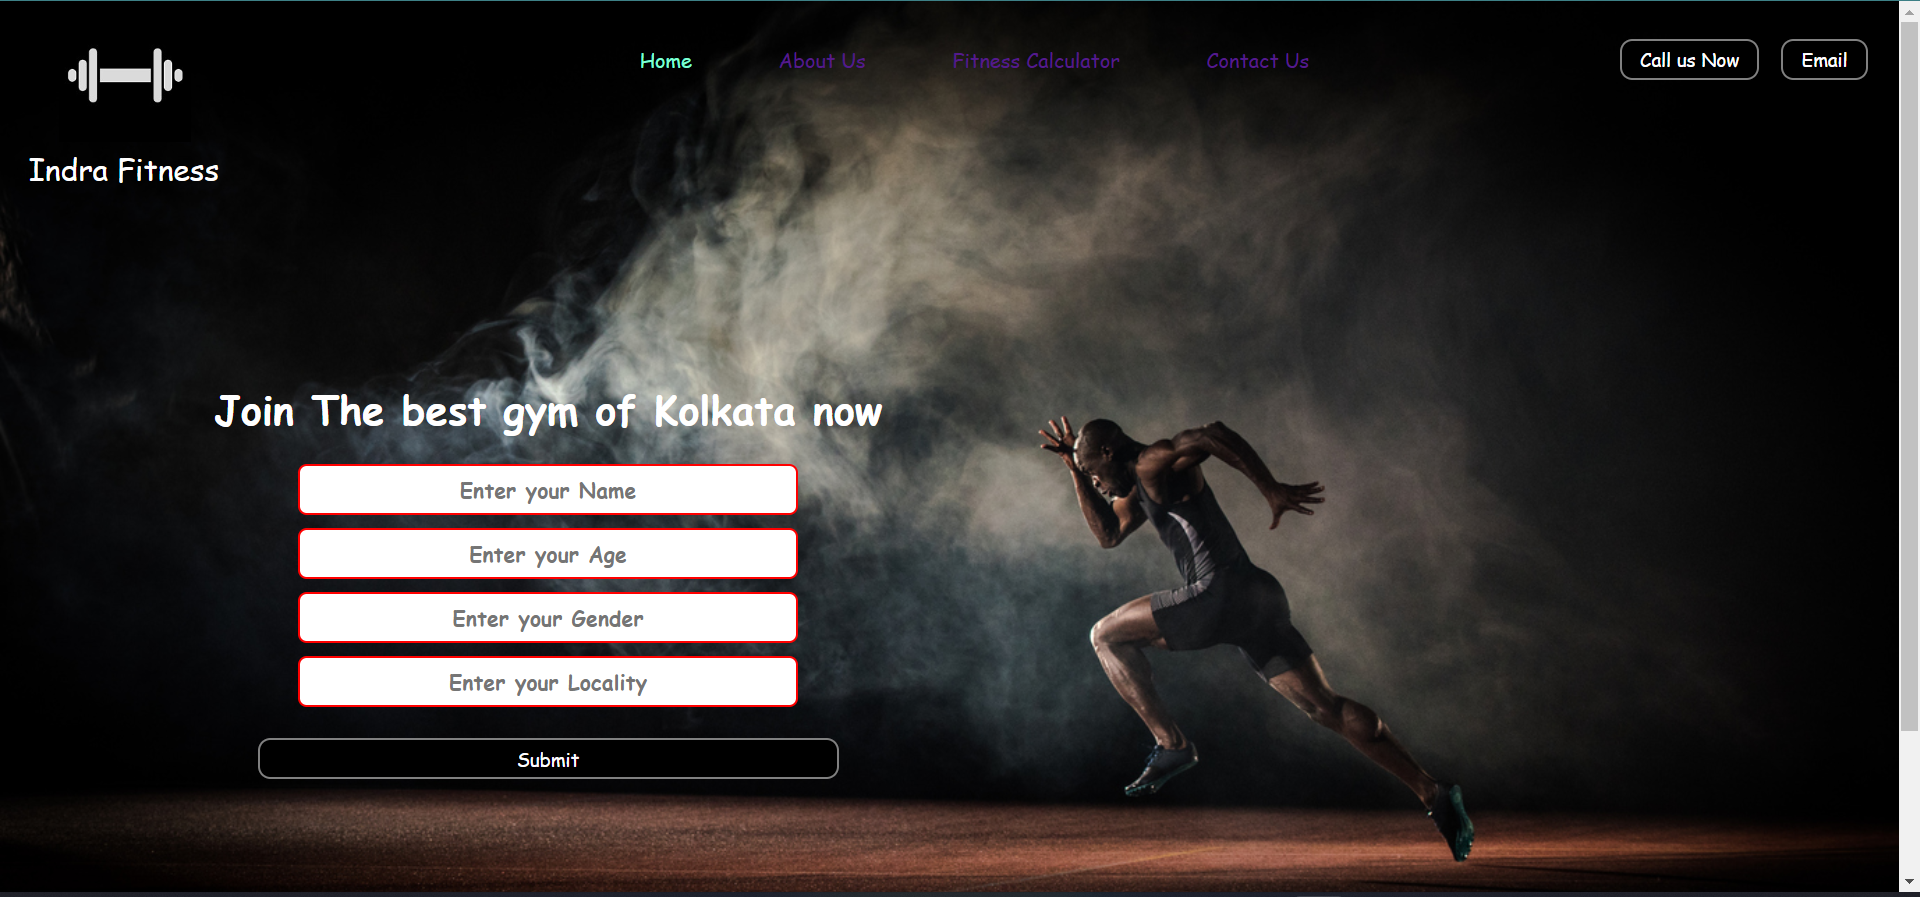 Home About Us Fitness Calculator Contact Us Call us Now Email
Indra Fitness
Join The best gym of Kolkata now
Enter your Name
Enter your Age
Enter your Gender
Enter your Locality
Submit